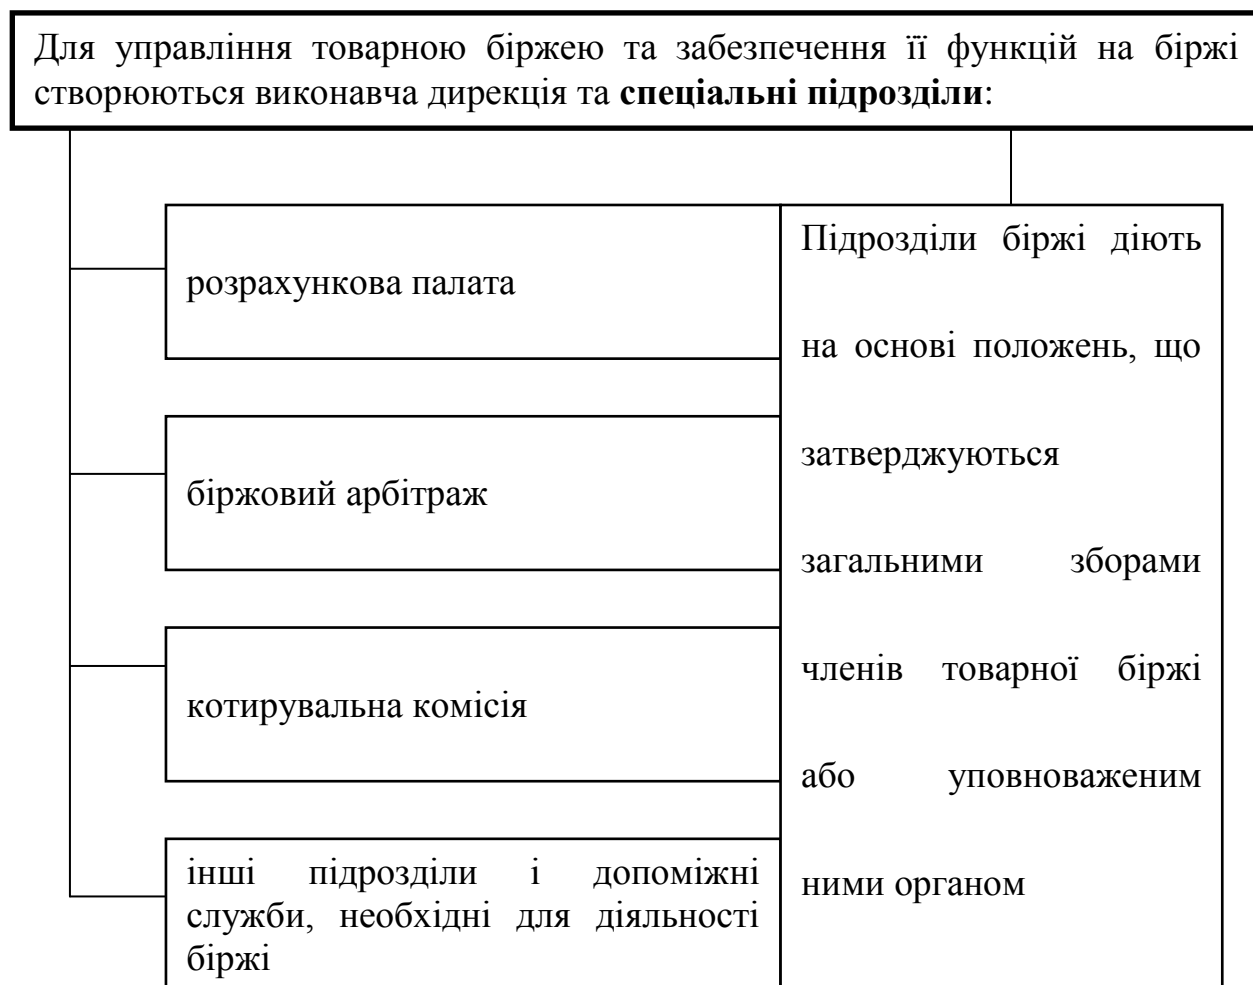 Для управління товарною біржею та забезпечення її функцій на біржі
створюються виконавча дирекція та спеціальні підрозділи:
розрахункова палата
біржовий арбітраж
котирувальна комісія
інші підрозділи і допоміжні
служби, необхідні для діяльності
біржі
Підрозділи біржі діють
на основі положень, що
затверджуються
загальними зборами
членів товарної біржі
або уповноваженим
ними органом